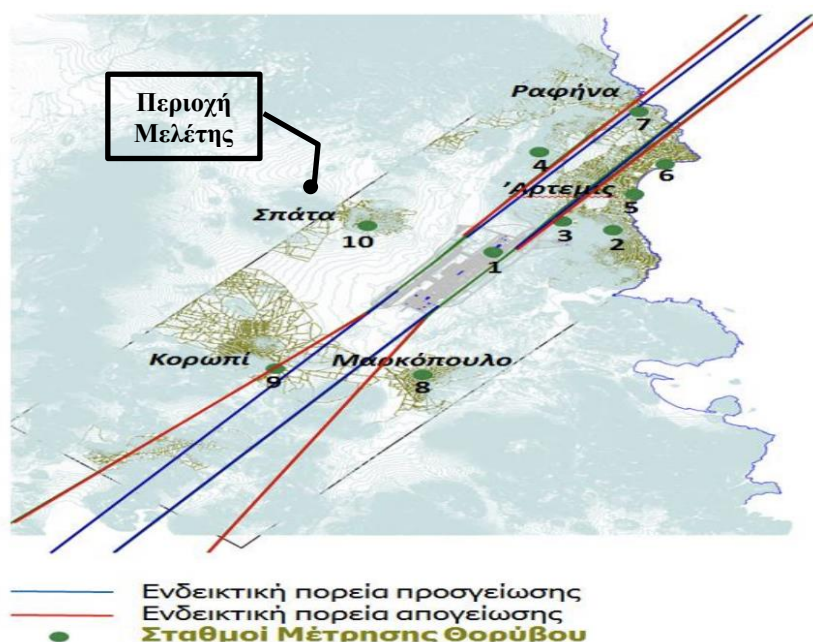 Περιοχή
Μελέτης
Ραφήνα
7
4
6
Άρτεμις
5
Σπάτα
10
3
2
1
Κορωπί
Μαρκόπουλο
9
8
Ενδεικτική πορεία προσγείωσης
Ενδεικτική πορεία απογείωσης
Σταθμοί Μέτρησης Θορύβου